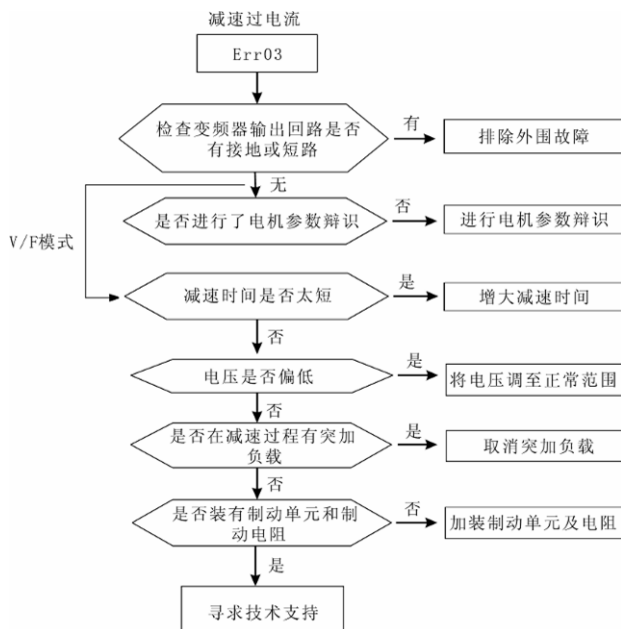 减速过电流
Err03
检查变频器输出回路是否
有接地或短路
有
排除外围故障
无
是否进行了电机参数辩识
否
进行电机参数辩识
V/F模式
减速时间是否太短
是
增大减速时间
否
电压是否偏低
是
将电压调至正常范围
否
是否在减速过程有突加
负载
是
取消突加负载
否
是否装有制动单元和制
动电阻
否
加装制动单元及电阻
是
寻求技术支持